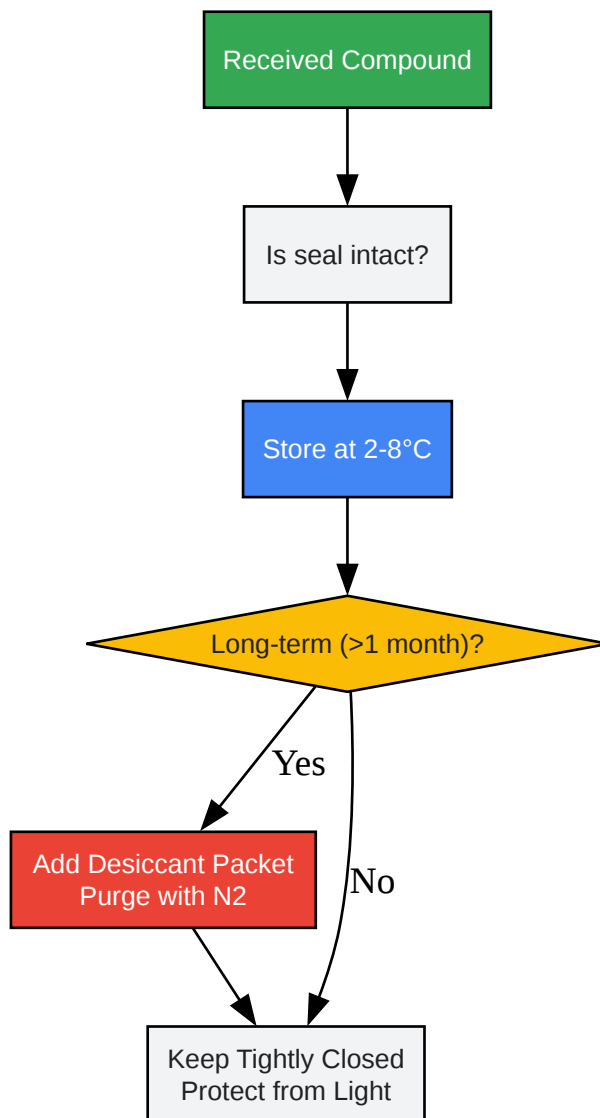 Received Compound
Is seal intact?
Store at 2-8°C
Long-term (>1 month)?
Yes
Add Desiccant Packet
Purge with N2
No
Keep Tightly Closed
Protect from Light